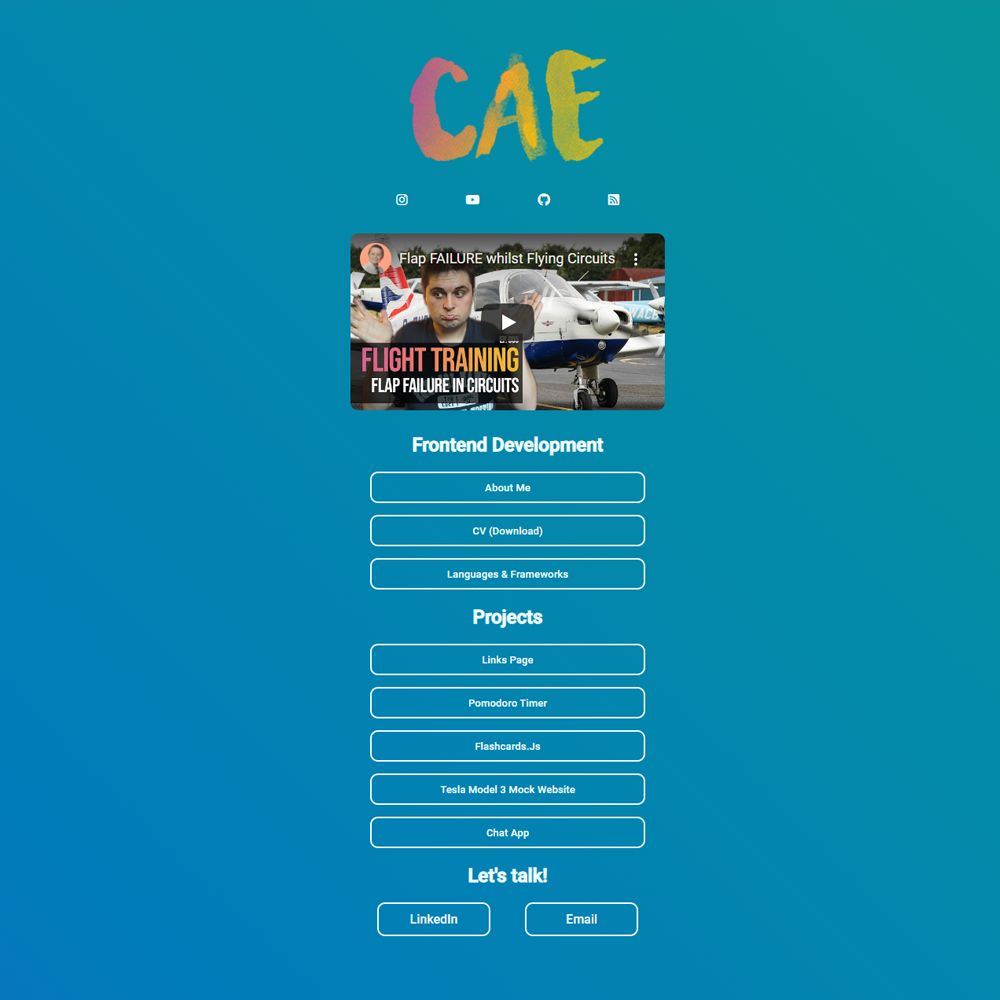 CAE
Flap FAILURE whilst Flying Circuits
FLIGHT TRAINING
FLAP FAILURE IN CIRCUITS
Frontend Development
About Me
CV (Download)
Languages & Frameworks
Projects
Links Page
Pomodoro Timer
Flashcards.Js
Tesla Model 3 Mock Website
Chat App
Let's talk!
LinkedIn
Email